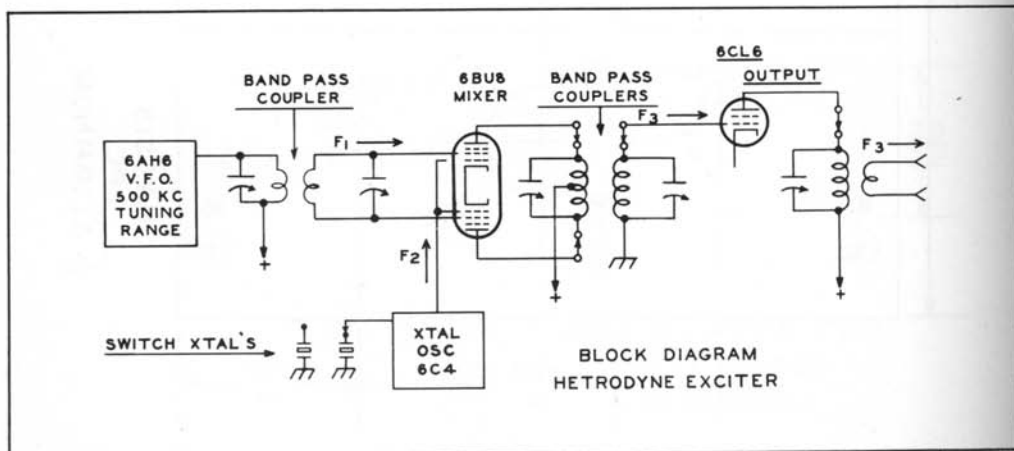 BAND PASS
COUPLER
6AH6
V.F.O.
500 KC
TUNING
RANGE
+
F1
6BU8
MIXER
F2
BAND PASS
COUPLERS
F3
+
6CL6
OUTPUT
F3
+
SWITCH XTAL'S
XTAL
OSC
6C4
BLOCK DIAGRAM
HETRODYNE EXCITER